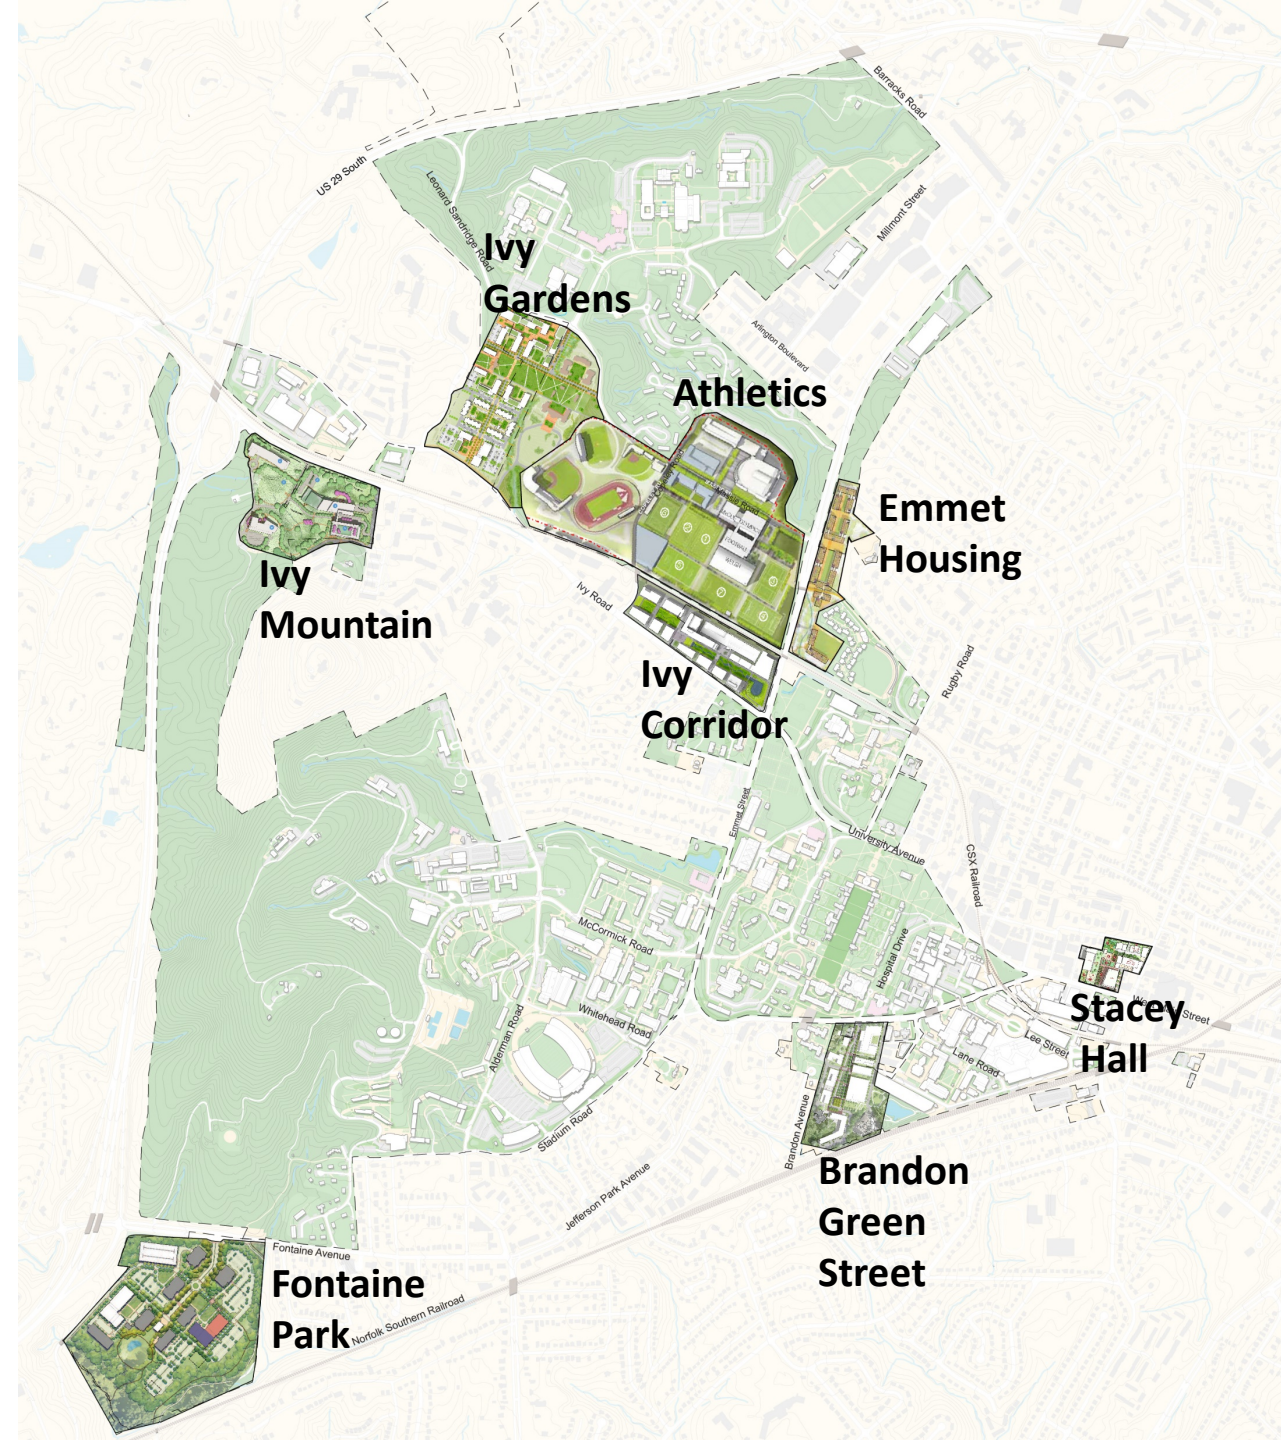 Barracks Road
US 29 South
Leonard Sandridge Road
Millmont Street
Ivy
Gardens
Arlington Boulevard
Athletics
Emmet
Housing
Ivy
Mountain
Ivy Road
Rugby Road
Ivy
Corridor
Emmet Street
University Avenue
CSX Railroad
McCormick Road
Hospital Drive
Stacey
Hall
Street
Whitehead Road
Alderman Road
Lee Street
Lane Road
Stadium Road
Brandon Avenue
Brandon
Green
Street
Jefferson Park Avenue
Fontaine Avenue
Fontaine
Park
Norfolk Southern Railroad